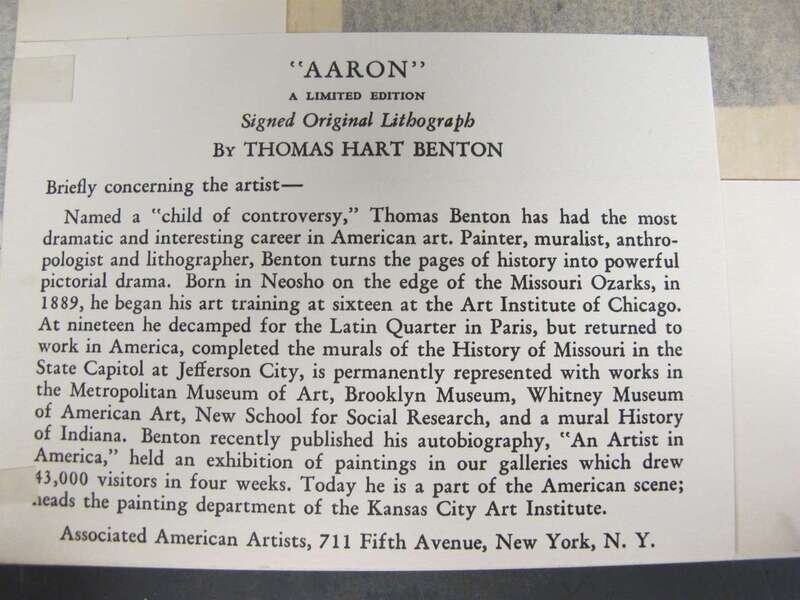 “AARON”
A LIMITED EDITION
Signed Original Lithograph
BY THOMAS HART BENTON
Briefly concerning the artist—
Named a “child of controversy,” Thomas Benton has had the most
dramatic and interesting career in American art. Painter, muralist, anthro-
pologist and lithographer, Benton turns the pages of history into powerful
pictorial drama. Born in Neosho on the edge of the Missouri Ozarks, in
1889, he began his art training at sixteen at the Art Institute of Chicago.
At nineteen he decamped for the Latin Quarter in Paris, but returned to
work in America, completed the murals of the History of Missouri in the
State Capitol at Jefferson City, is permanently represented with works in
the Metropolitan Museum of Art, Brooklyn Museum, Whitney Museum
of American Art, New School for Social Research, and a mural History
of Indiana. Benton recently published his autobiography, “An Artist in
America,” held an exhibition of paintings in our galleries which drew
43,000 visitors in four weeks. Today he is a part of the American scene;
heads the painting department of the Kansas City Art Institute.
Associated American Artists, 711 Fifth Avenue, New York, N. Y.